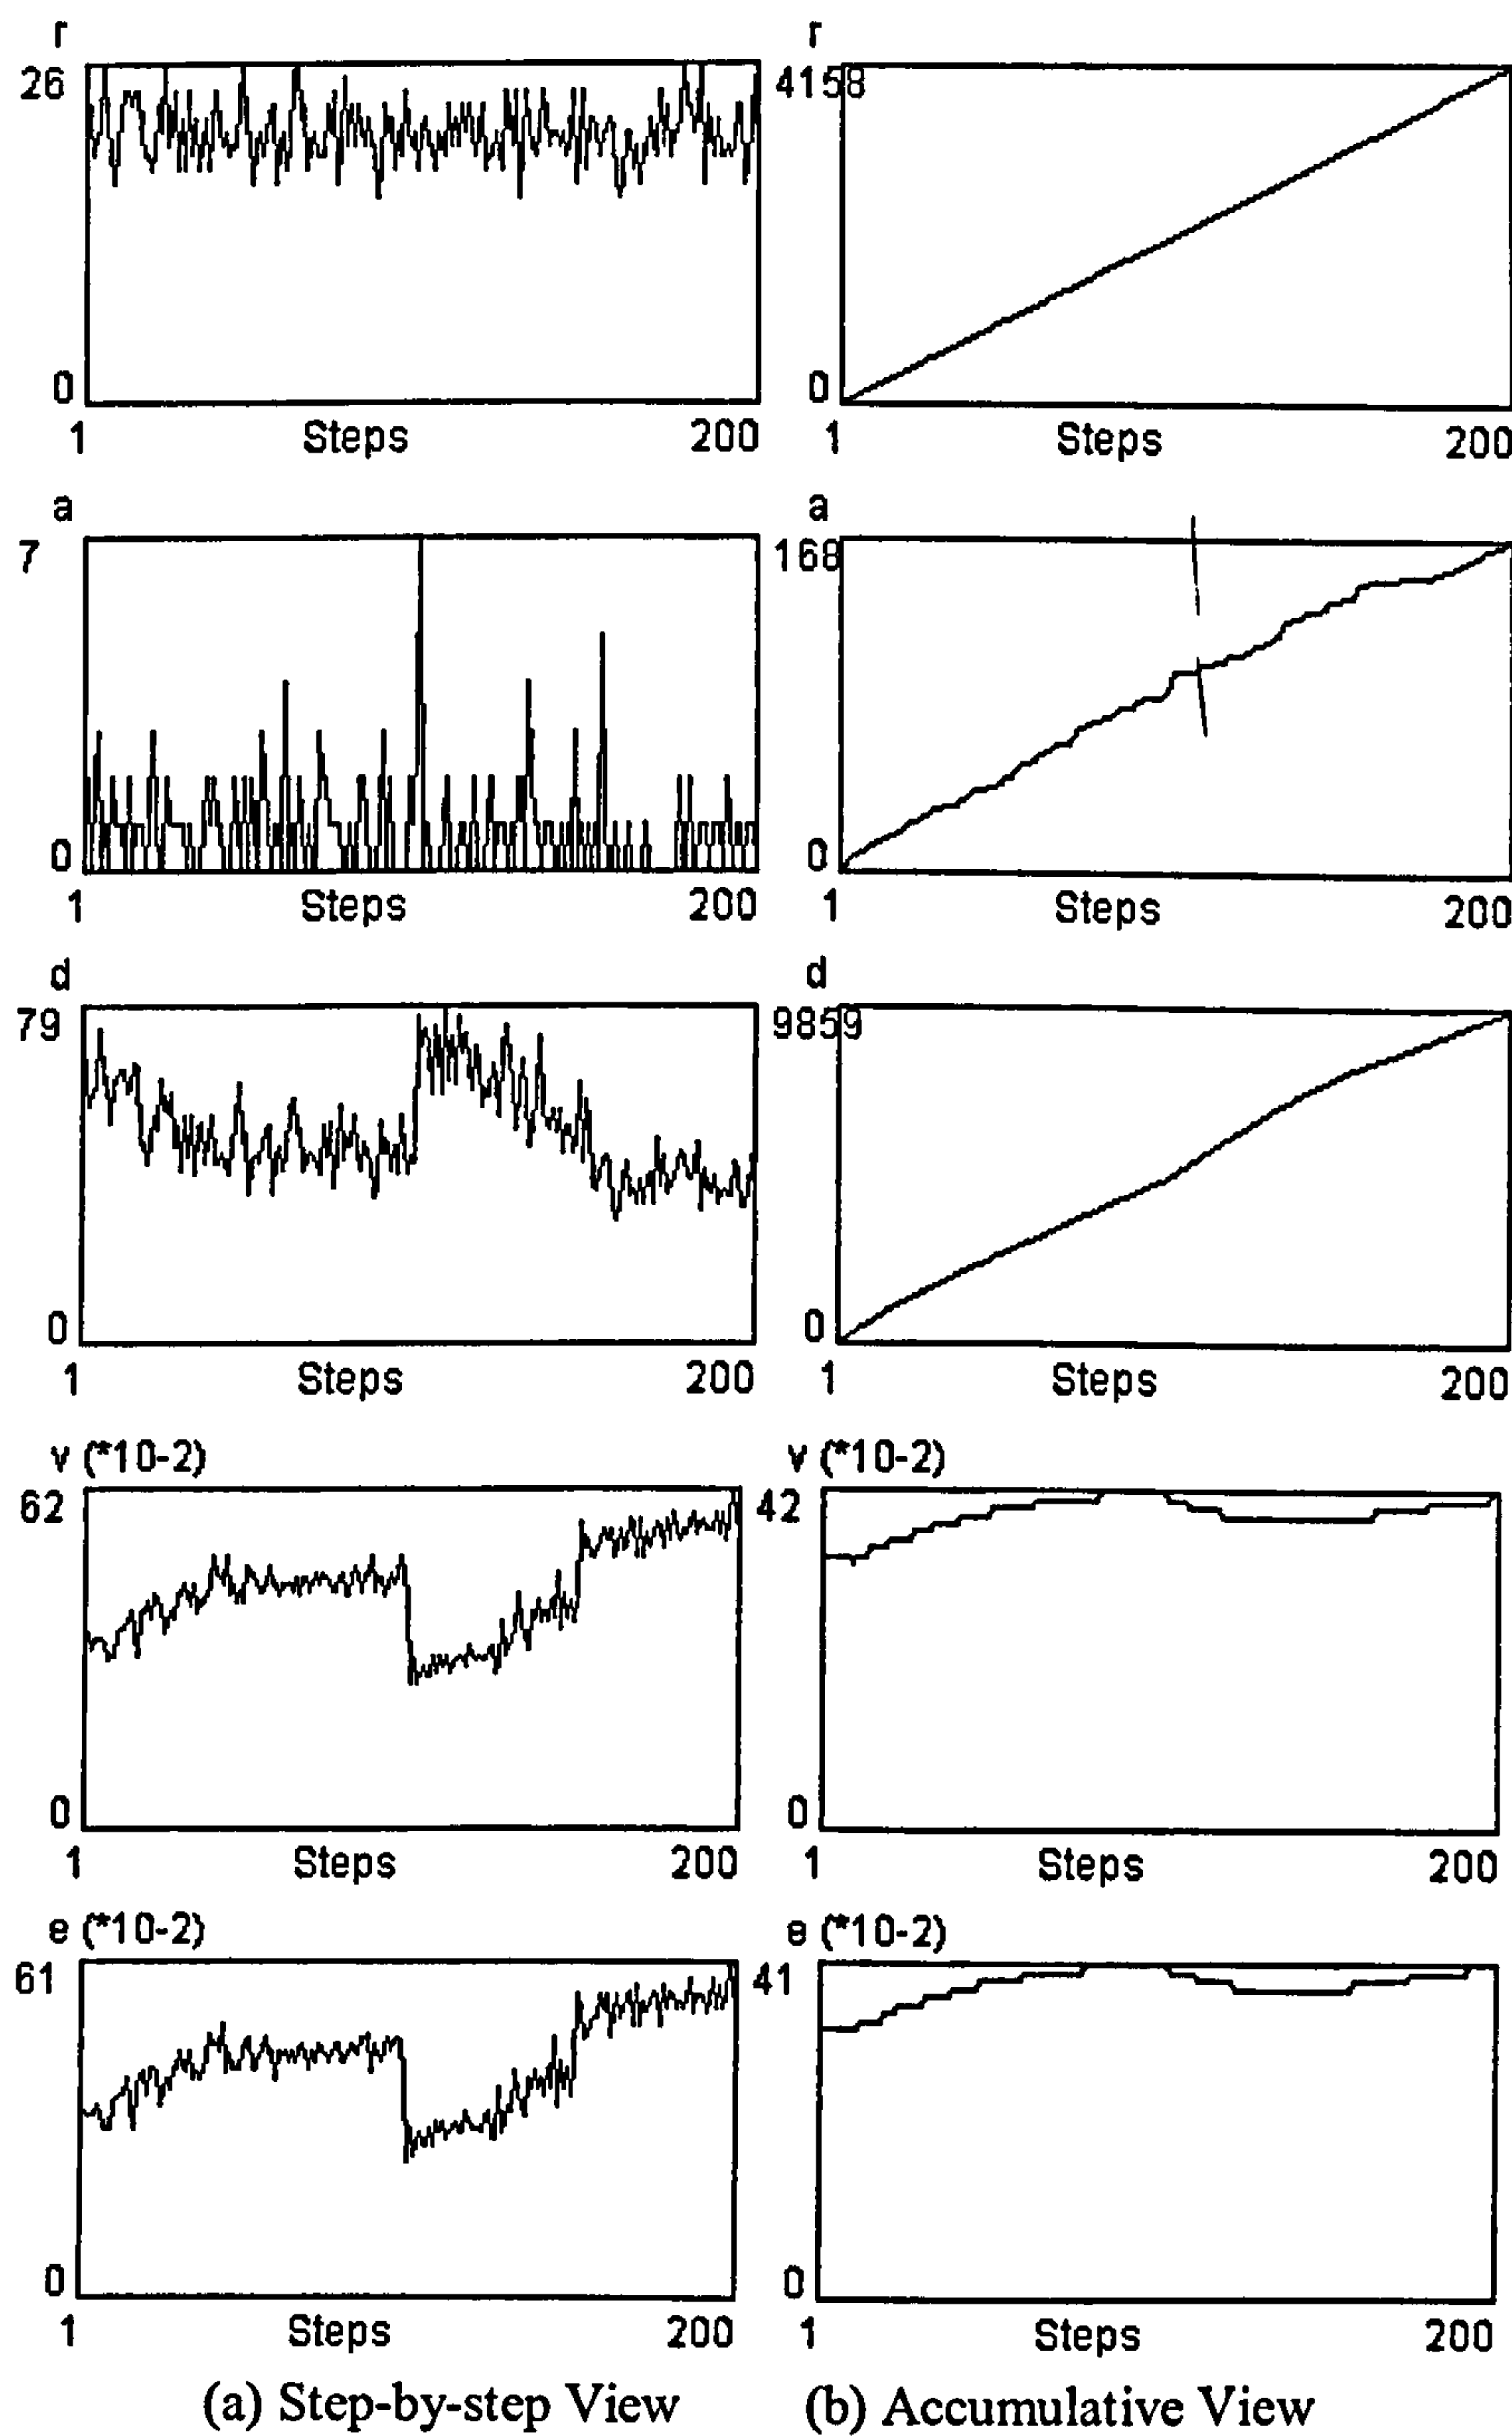 r
26
0
1 Steps 200
r
4158
0
1 Steps 200
a
7
0
1 Steps 200
a
168
0
1 Steps 200
d
79
0
1 Steps 200
d
9859
0
1 Steps 200
v (*10-2)
62
0
1 Steps 200
v (*10-2)
42
0
1 Steps 200
e (*10-2)
61
0
1 Steps 200
e (*10-2)
41
0
1 Steps 200
(a) Step-by-step View
(b) Accumulative View